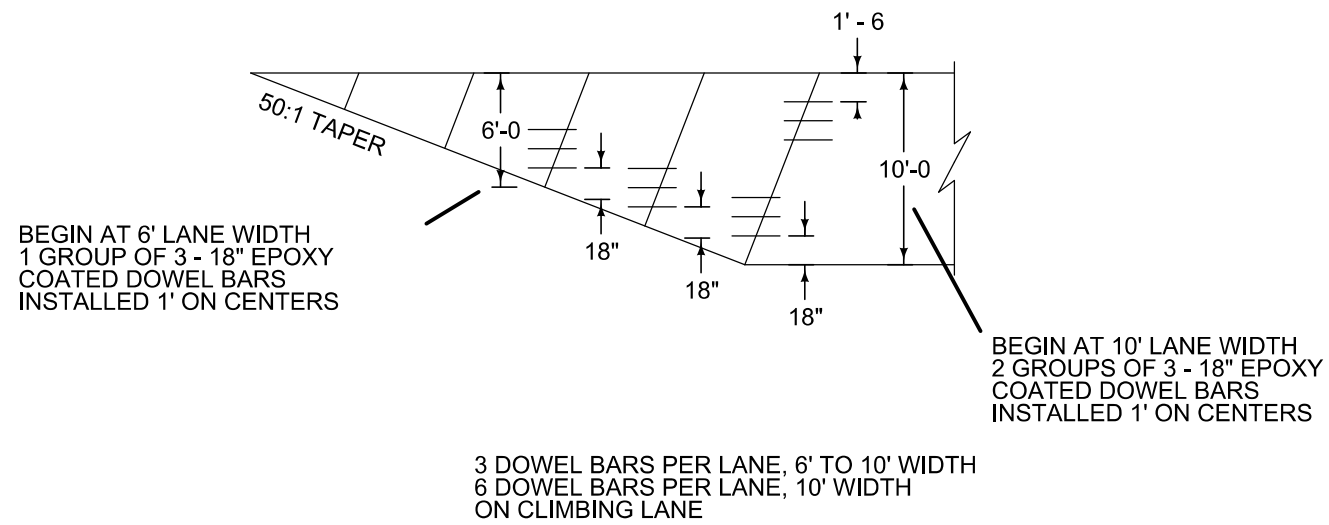 1' - 6
50:1 TAPER
6'-0
10'-0
18"
18"
18"
BEGIN AT 6' LANE WIDTH
1 GROUP OF 3 - 18" EPOXY
COATED DOWEL BARS
INSTALLED 1' ON CENTERS
BEGIN AT 10' LANE WIDTH
2 GROUPS OF 3 - 18" EPOXY
COATED DOWEL BARS
INSTALLED 1' ON CENTERS
3 DOWEL BARS PER LANE, 6' TO 10' WIDTH
6 DOWEL BARS PER LANE, 10' WIDTH
ON CLIMBING LANE